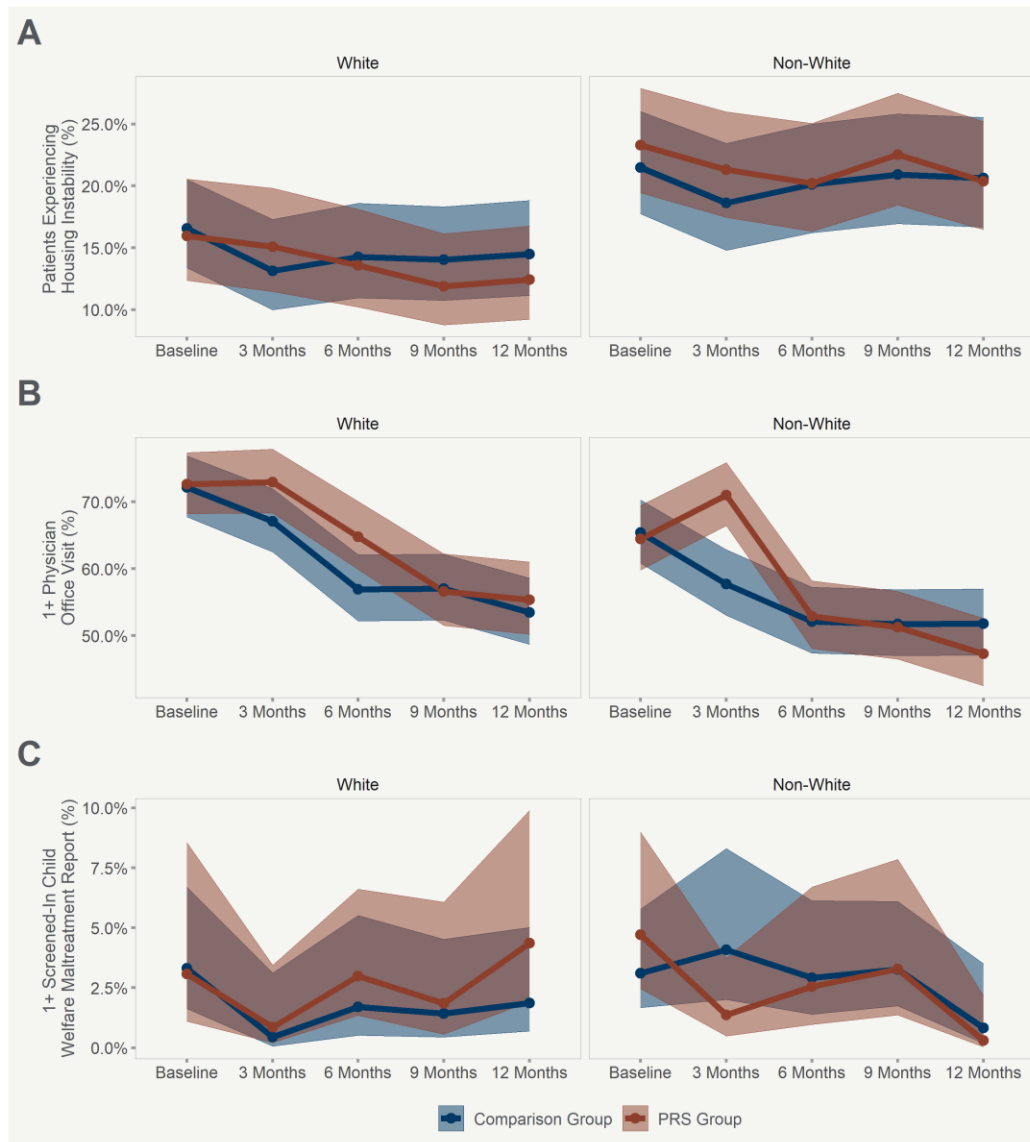 A
White
Non-White
Patients Experiencing
Housing Instability (%)
25.0%
20.0%
15.0%
10.0%
Baseline 3 Months 6 Months 9 Months 12 Months
Baseline 3 Months 6 Months 9 Months 12 Months
B
White
Non-White
1+ Physician
Office Visit (%)
70.0%
60.0%
50.0%
Baseline 3 Months 6 Months 9 Months 12 Months
Baseline 3 Months 6 Months 9 Months 12 Months
C
White
Non-White
1+ Screened-In Child
Welfare Maltreatment Report (%)
10.0%
7.5%
5.0%
2.5%
0.0%
Baseline 3 Months 6 Months 9 Months 12 Months
Baseline 3 Months 6 Months 9 Months 12 Months
Comparison Group PRS Group